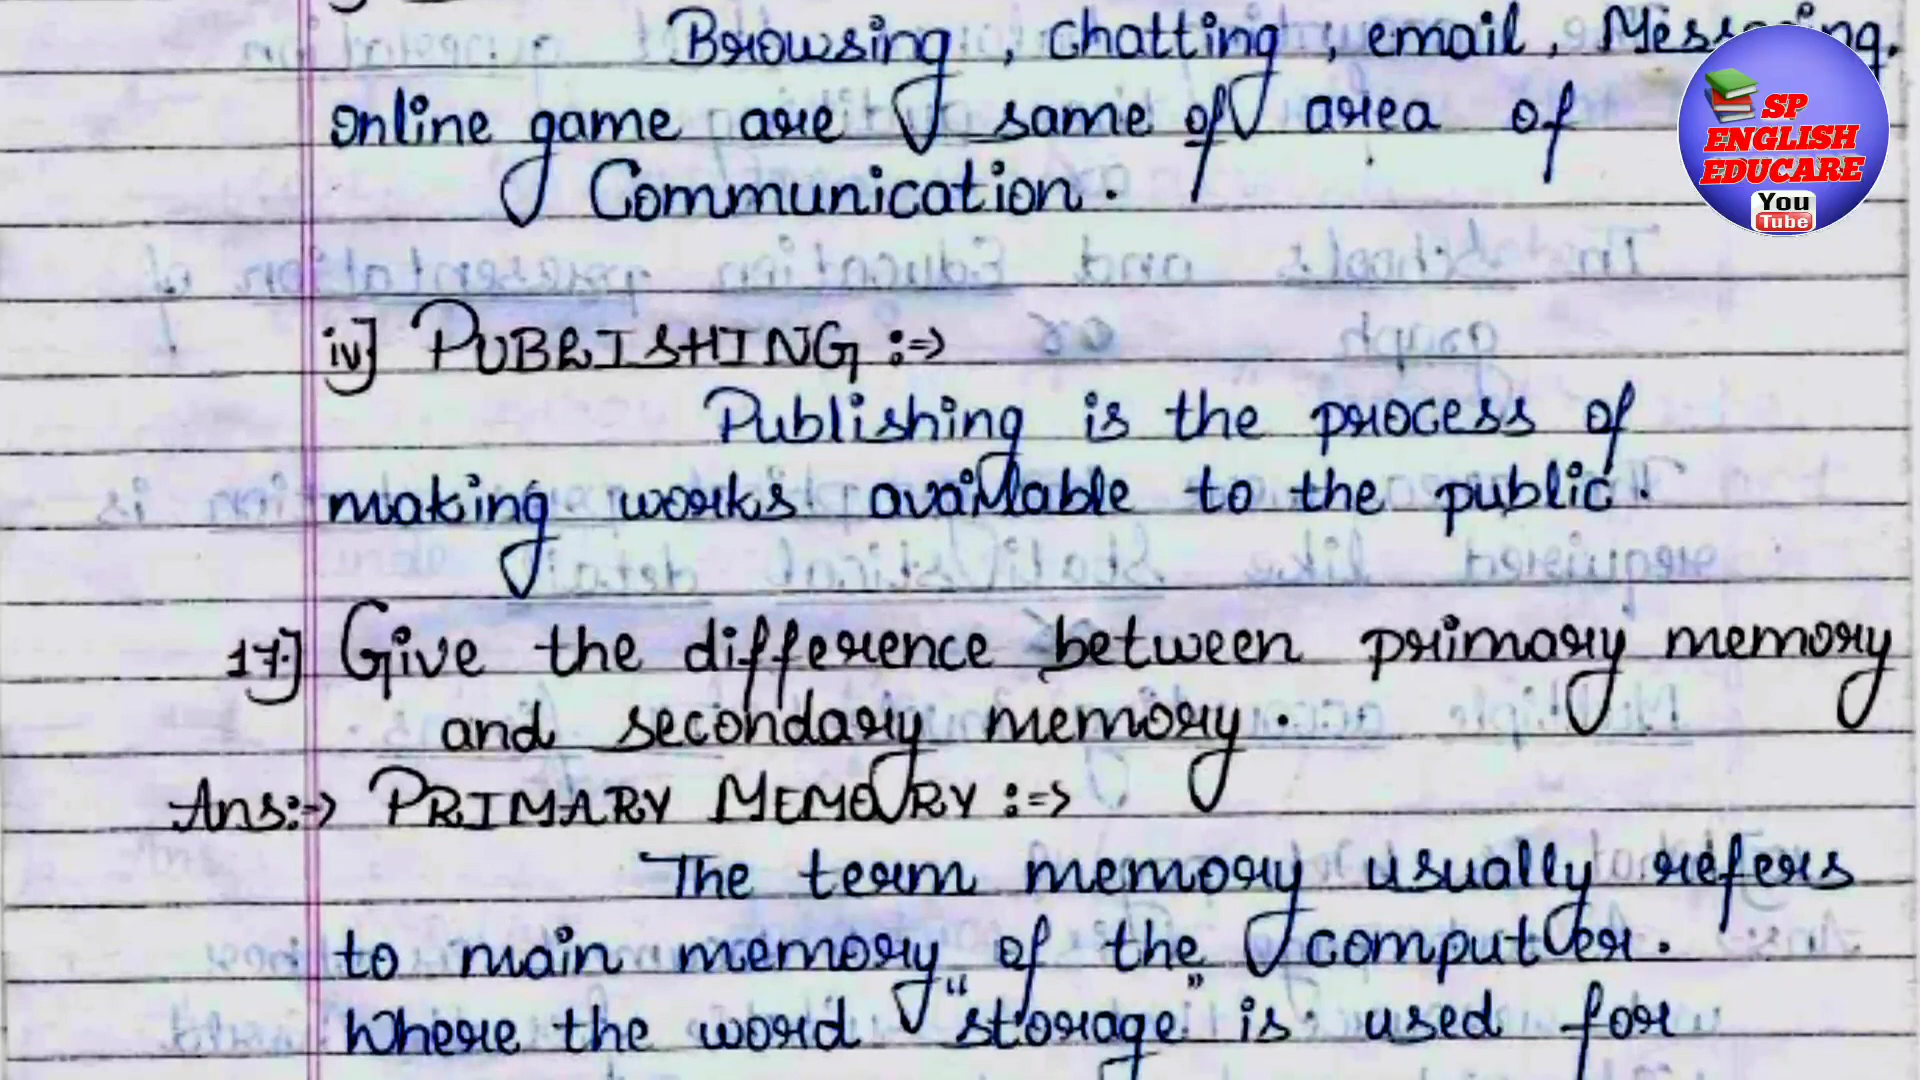 Browsing, chatting, email, Messaging.
online game are same of area of
Communication.
iv] PUBLISHING :=>
Publishing is the process of
making works available to the public.
17.] Give the difference between primary memory
and secondary memory.
Ans:-> PRIMARY MEMORY :=>
The term memory usually refers
to main memory of the computer.
Where the word "storage" is used for
SP
ENGLISH
EDUCARE
You
Tube